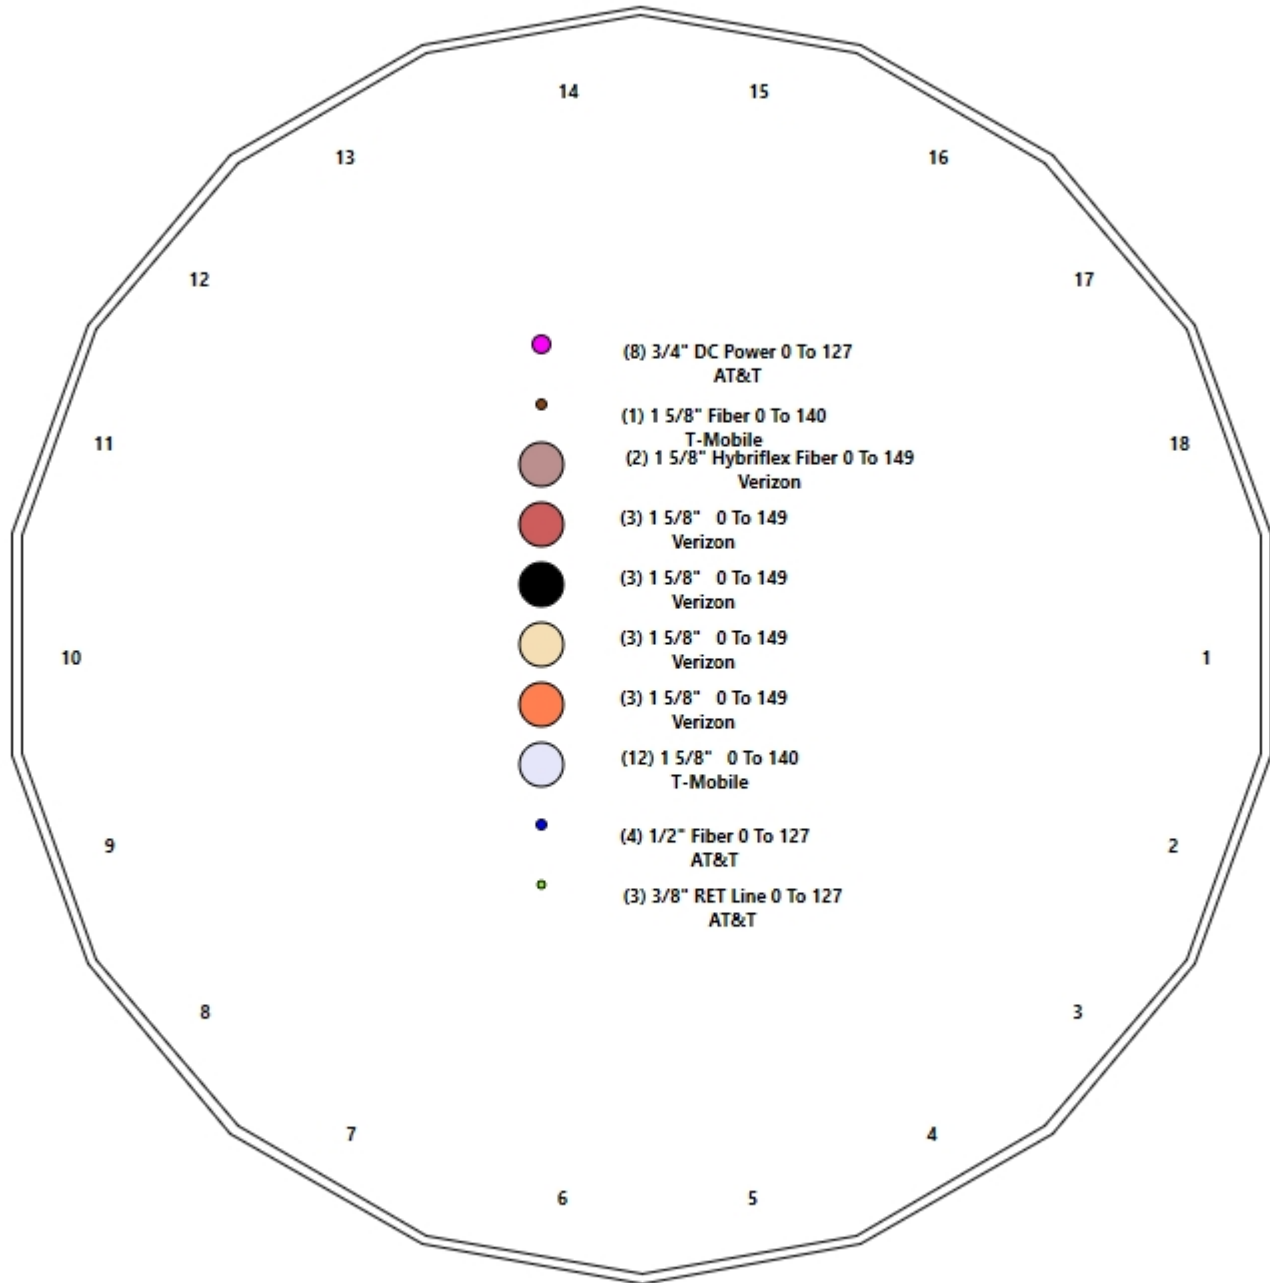 14
15
13
16
12
17
(8) 3/4" DC Power 0 To 127
AT&T
(1) 1 5/8" Fiber 0 To 140
T-Mobile
11
18
(2) 1 5/8" Hybriflex Fiber 0 To 149
Verizon
(3) 1 5/8" 0 To 149
Verizon
(3) 1 5/8" 0 To 149
Verizon
(3) 1 5/8" 0 To 149
Verizon
10
1
(3) 1 5/8" 0 To 149
Verizon
(12) 1 5/8" 0 To 140
T-Mobile
(4) 1/2" Fiber 0 To 127
AT&T
9
2
(3) 3/8" RET Line 0 To 127
AT&T
8
3
7
4
6
5